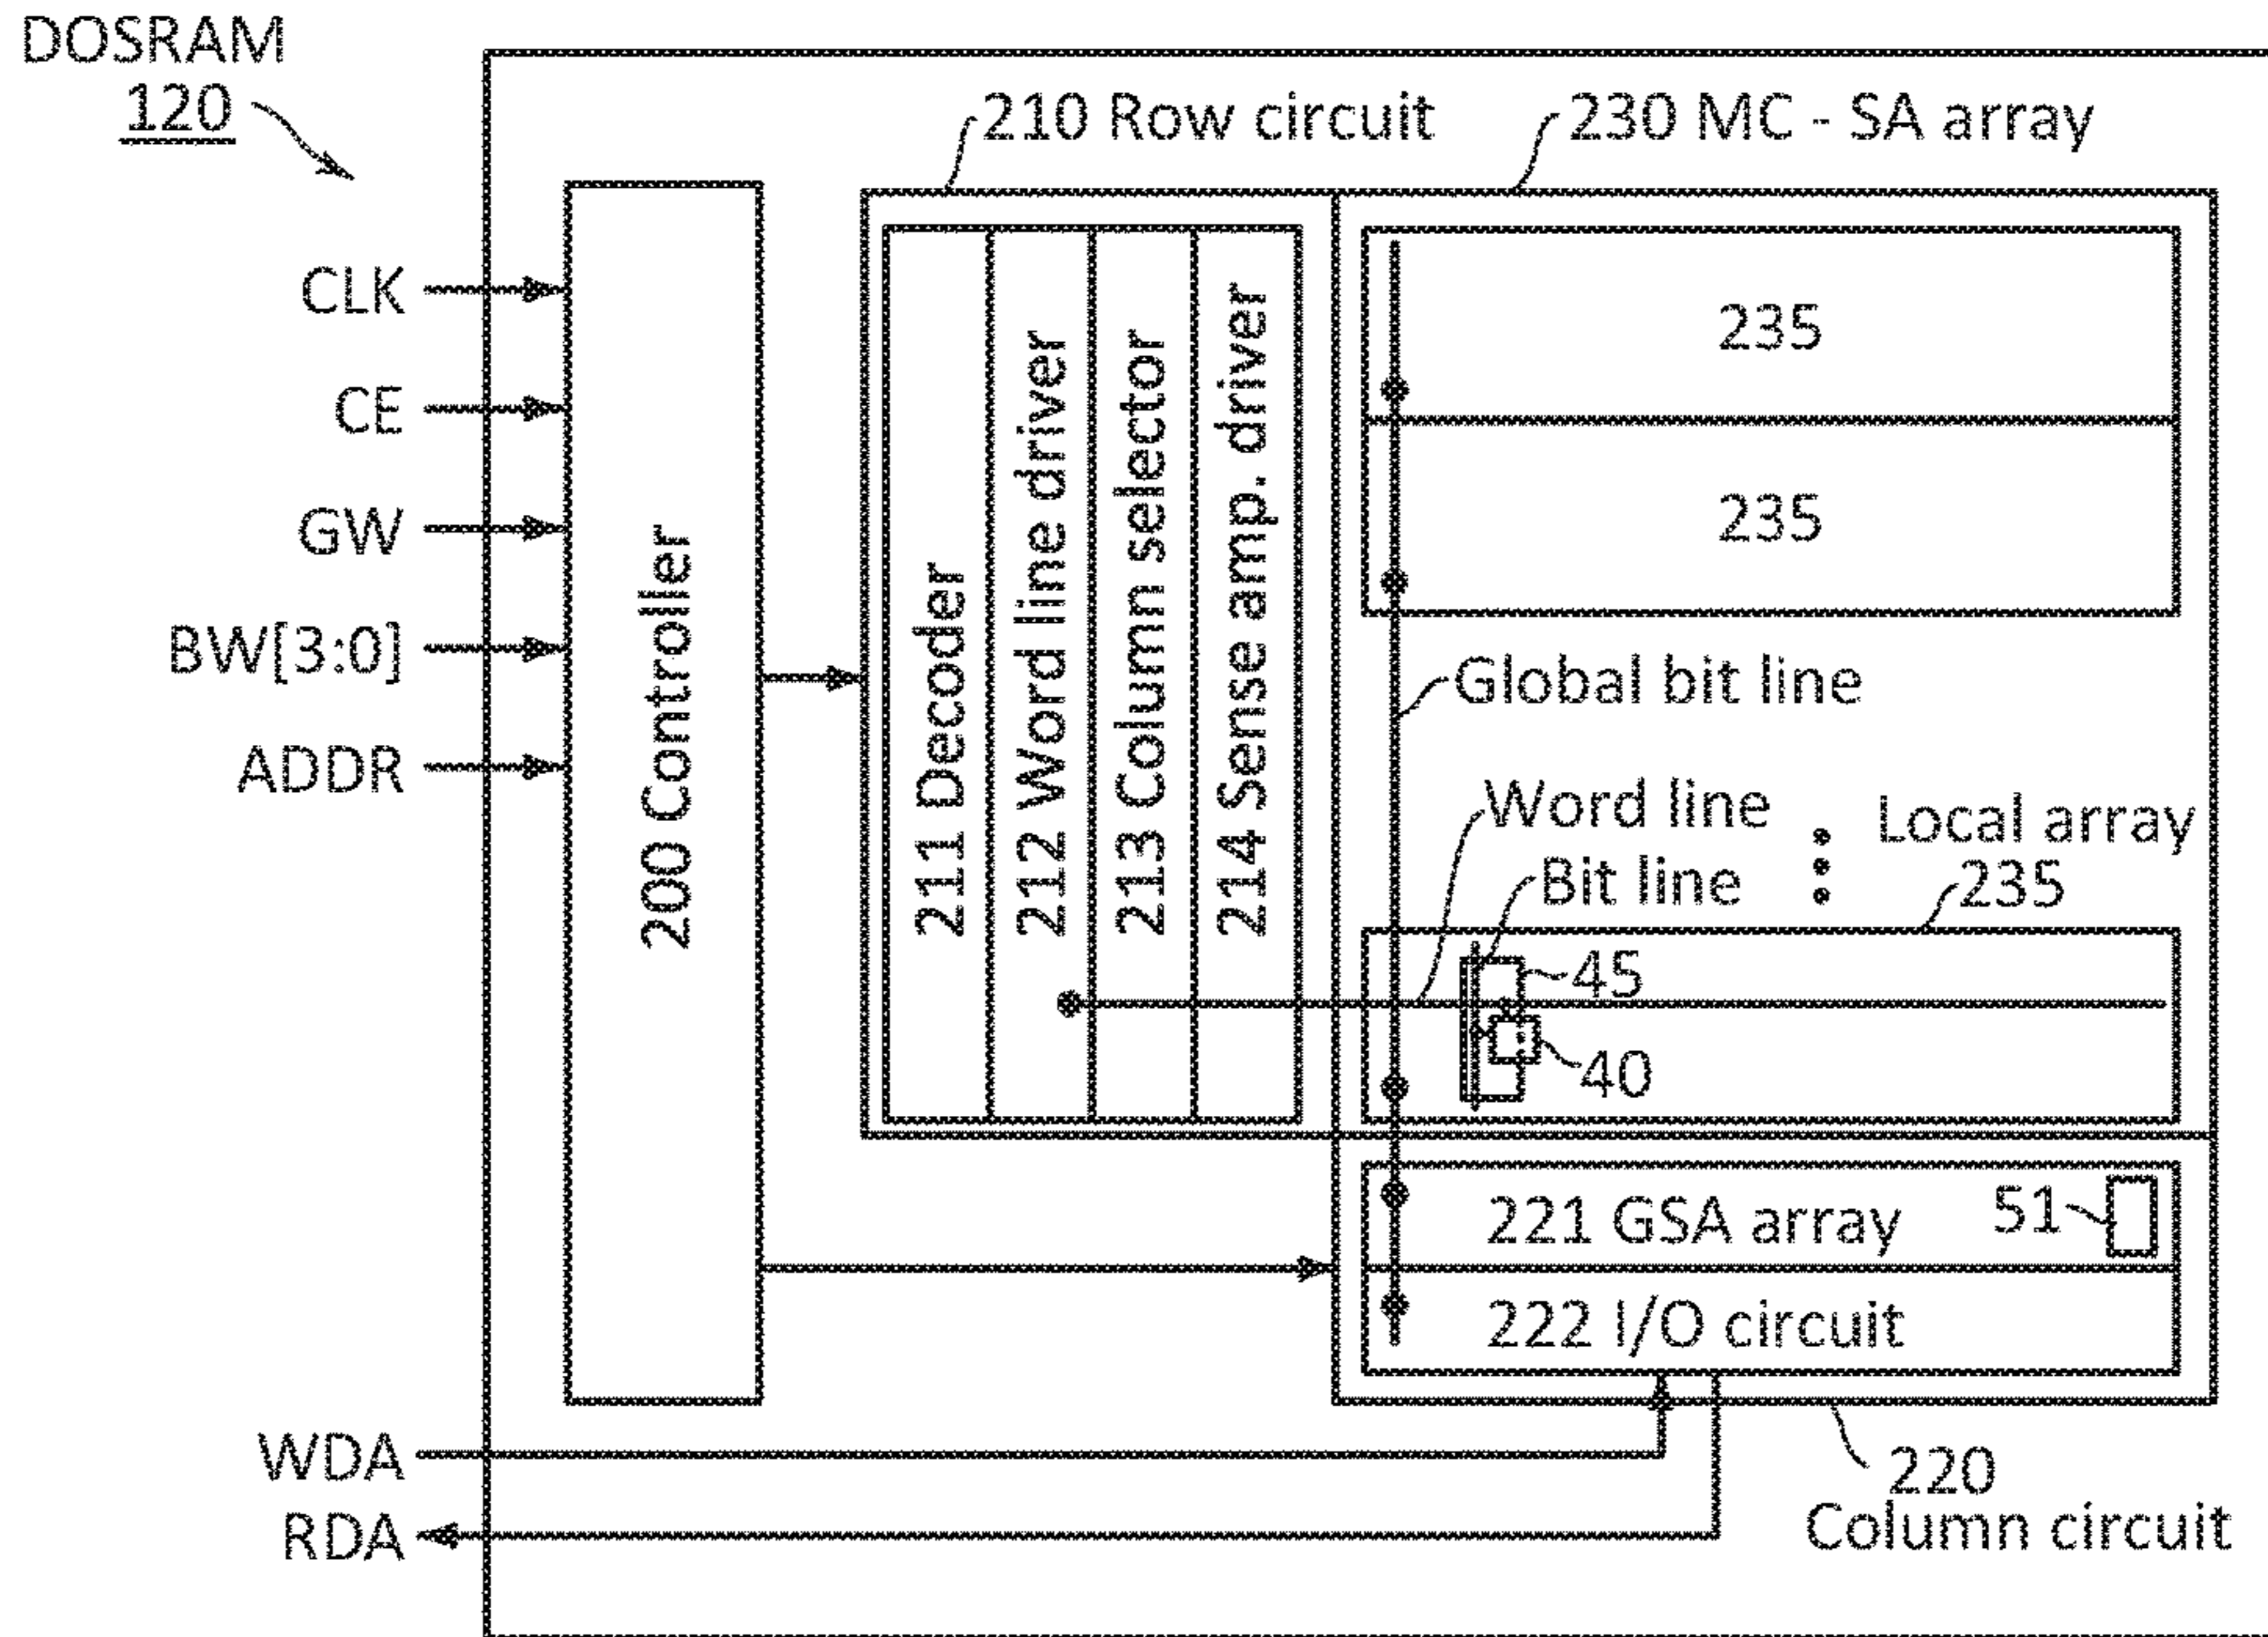 DOSRAM
120
210 Row circuit
230 MC - SA array
CLK
CE
GW
BW[3:0]
ADDR
200 Controller
211 Decoder
212 Word line driver
213 Column selector
214 Sense amp. driver
235
235
Global bit line
Word line
Bit line
Local array
235
45
40
221 GSA array
51
222 I/O circuit
WDA
RDA
220
Column circuit